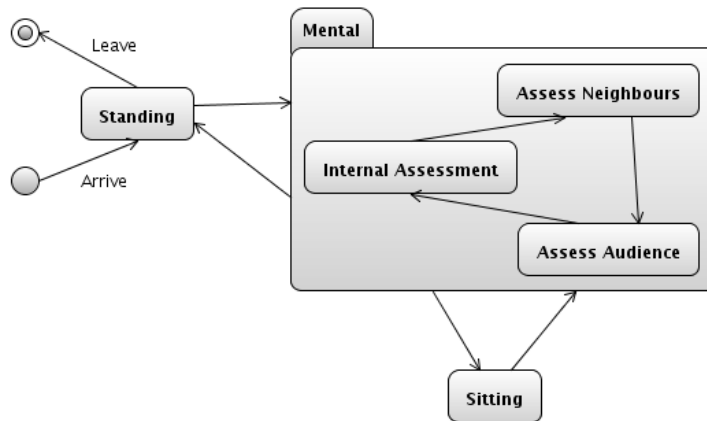 Mental
Leave
Assess Neighbours
Standing
Internal Assessment
Arrive
Assess Audience
Sitting